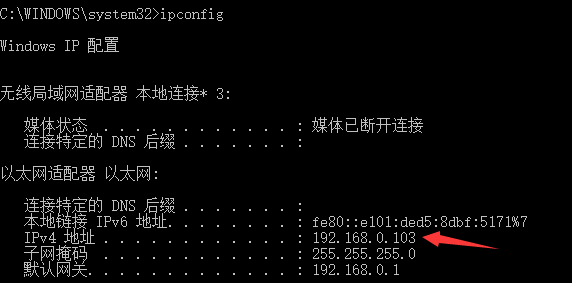 C:\WINDOWS\system32>ipconfig
Windows IP 配置
无线局域网适配器 本地连接* 3:
媒体状态 . . . . . . . . . . . . : 媒体已断开连接
连接特定的 DNS 后缀 . . . . . . . :
以太网适配器 以太网:
连接特定的 DNS 后缀 . . . . . . . :
本地链接 IPv6 地址. . . . . . . . : fe80::e101:ded5:8dbf:5171%7
IPv4 地址 . . . . . . . . . . . . : 192.168.0.103
子网掩码 . . . . . . . . . . . . : 255.255.255.0
默认网关. . . . . . . . . . . . . : 192.168.0.1